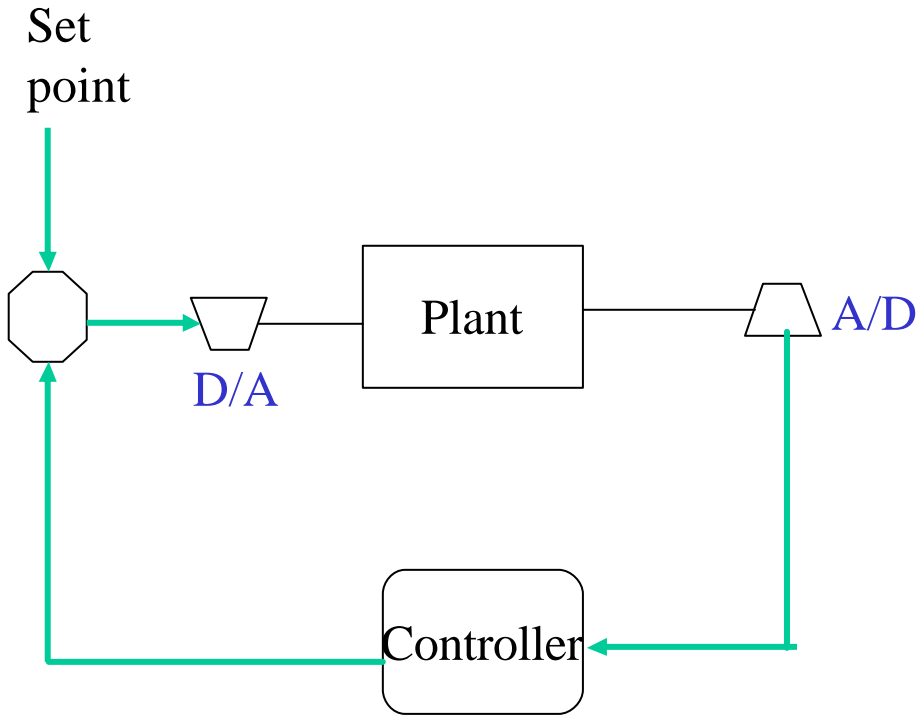 Set
point
Plant
A/D
D/A
Controller